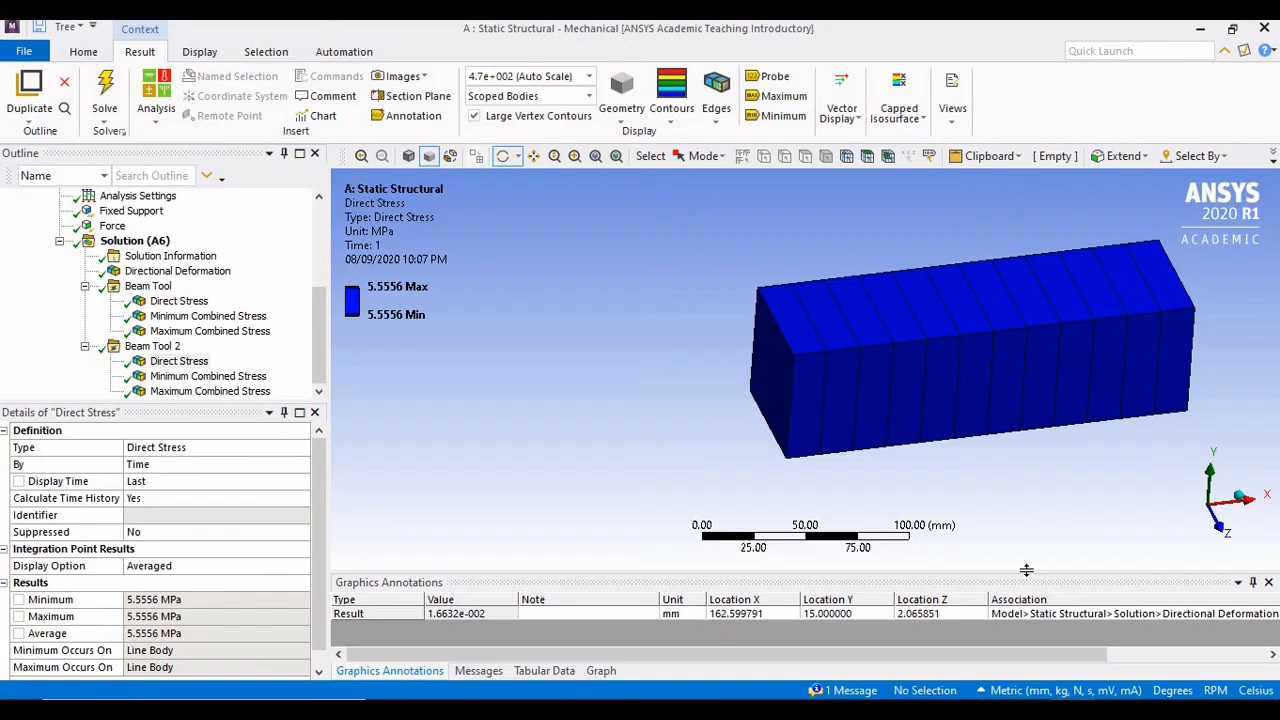 Tree
Context
A : Static Structural - Mechanical [ANSYS Academic Teaching Introductory]
File
Home
Result
Display
Selection
Automation
Quick Launch
Duplicate
Outline
Solve
Solver
Analysis
Named Selection
Coordinate System
Remote Point
Commands
Comment
Chart
Insert
Images
Section Plane
Annotation
4.7e+002 (Auto Scale)
Scoped Bodies
Large Vertex Contours
Geometry
Contours
Edges
Display
Probe
Maximum
Minimum
Vector
Display
Capped
Isosurface
Views
Outline
Name
Search Outline
Select
Mode
Clipboard
[ Empty ]
Extend
Select By
Analysis Settings
Fixed Support
Force
Solution (A6)
Solution Information
Directional Deformation
Beam Tool
Direct Stress
Minimum Combined Stress
Maximum Combined Stress
Beam Tool 2
Direct Stress
Minimum Combined Stress
Maximum Combined Stress
Details of "Direct Stress"
Definition
Type Direct Stress
By Time
Display Time Last
Calculate Time History Yes
Identifier
Suppressed No
Integration Point Results
Display Option Averaged
Results
Minimum 5.5556 MPa
Maximum 5.5556 MPa
Average 5.5556 MPa
Minimum Occurs On Line Body
Maximum Occurs On Line Body
A: Static Structural
Direct Stress
Type: Direct Stress
Unit: MPa
Time: 1
08/09/2020 10:07 PM
5.5556 Max
5.5556 Min
ANSYS
2020 R1
ACADEMIC
Y
X
Z
0.00 50.00 100.00 (mm)
25.00 75.00
Graphics Annotations
Type Value Note Unit Location X Location Y Location Z Association
Result 1.6632e-002 mm 162.599791 15.000000 2.065851 Model>Static Structural>Solution>Directional Deformation
Graphics Annotations Messages Tabular Data Graph
1 Message No Selection Metric (mm, kg, N, s, mV, mA) Degrees RPM Celsius